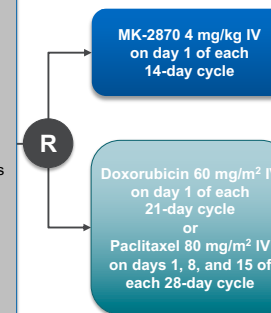 MK-2870 4 mg/kg IV
on day 1 of each
14-day cycle
R
s
Doxorubicin 60 mg/m² I
on day 1 of each
21-day cycle
or
Paclitaxel 80 mg/m² IV
on days 1, 8, and 15 of
each 28-day cycle